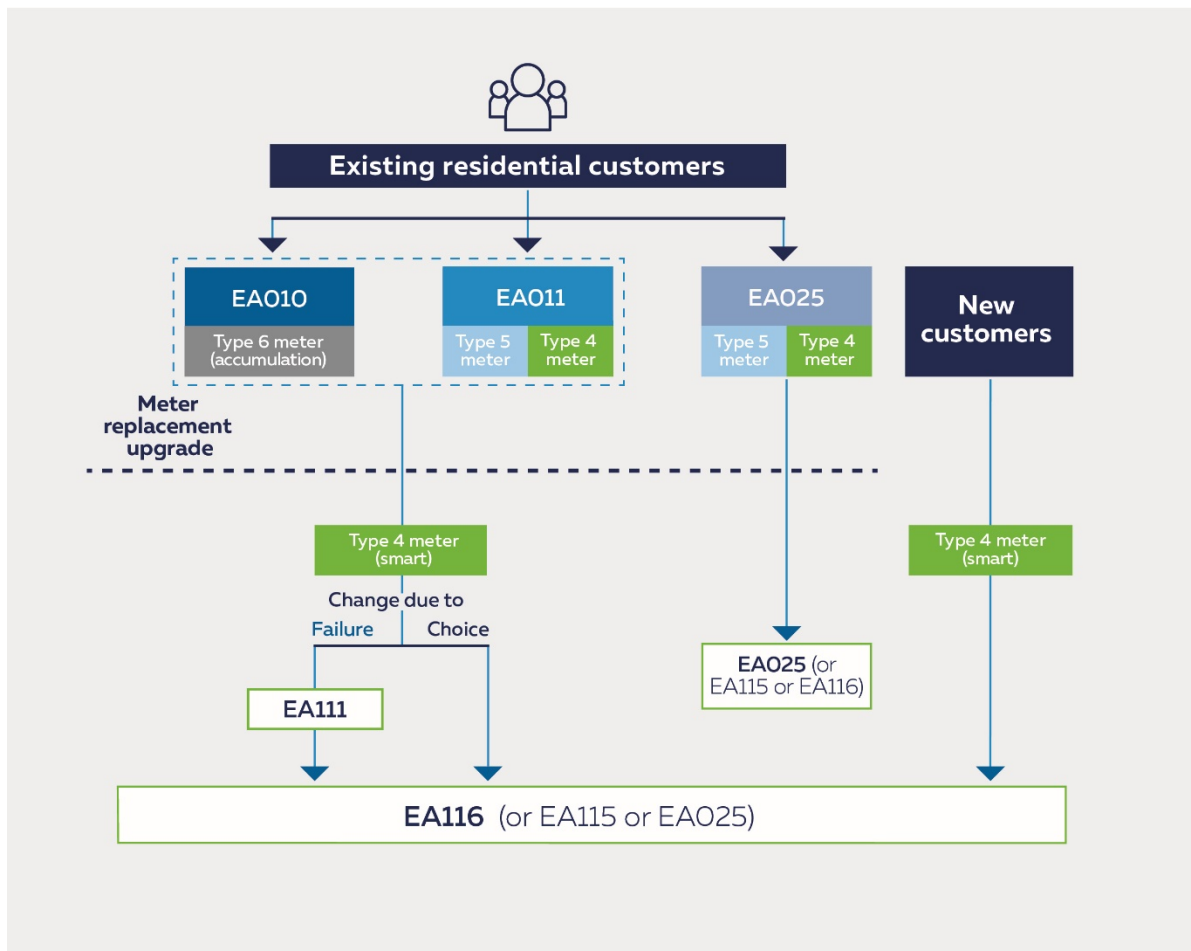 Existing residential customers
EA010
Type 6 meter
(accumulation)
EA011
Type 5
meter
Type 4
meter
EA025
Type 5
meter
Type 4
meter
New
customers
Meter
replacement
upgrade
Type 4 meter
(smart)
Type 4 meter
(smart)
Change due to
Failure
Choice
EA111
EA025 (or
EA115 or EA116)
EA116 (or EA115 or EA025)